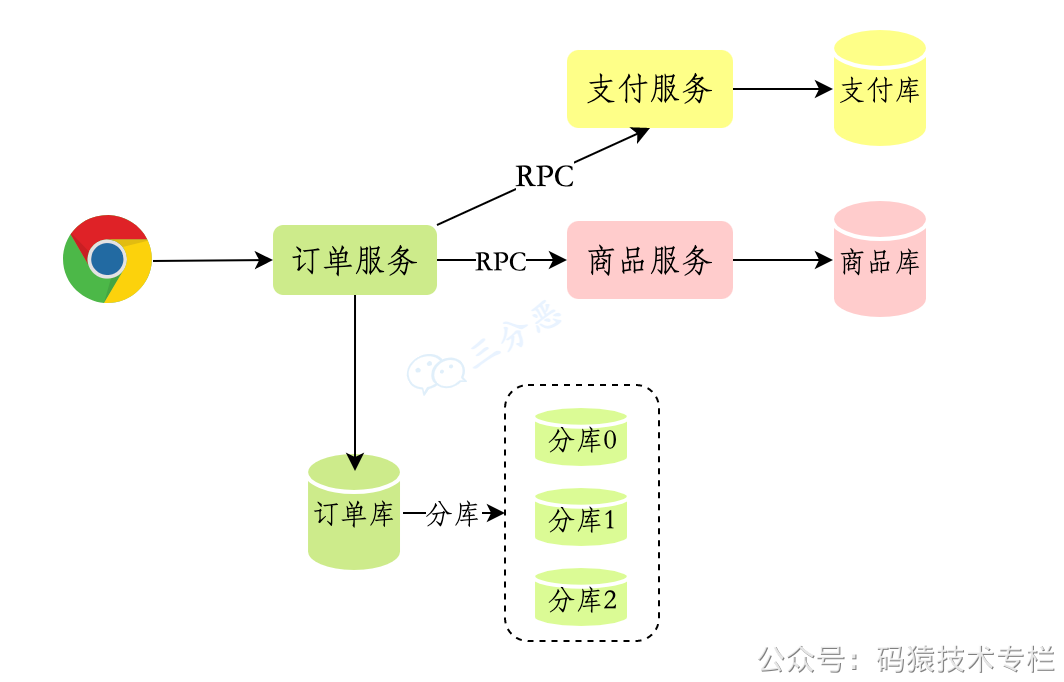 支付服务
支付库
RPC
订单服务
RPC
商品服务
商品库
三分恶
分库0
订单库
分库
分库1
分库2
公众号：码猿技术专栏